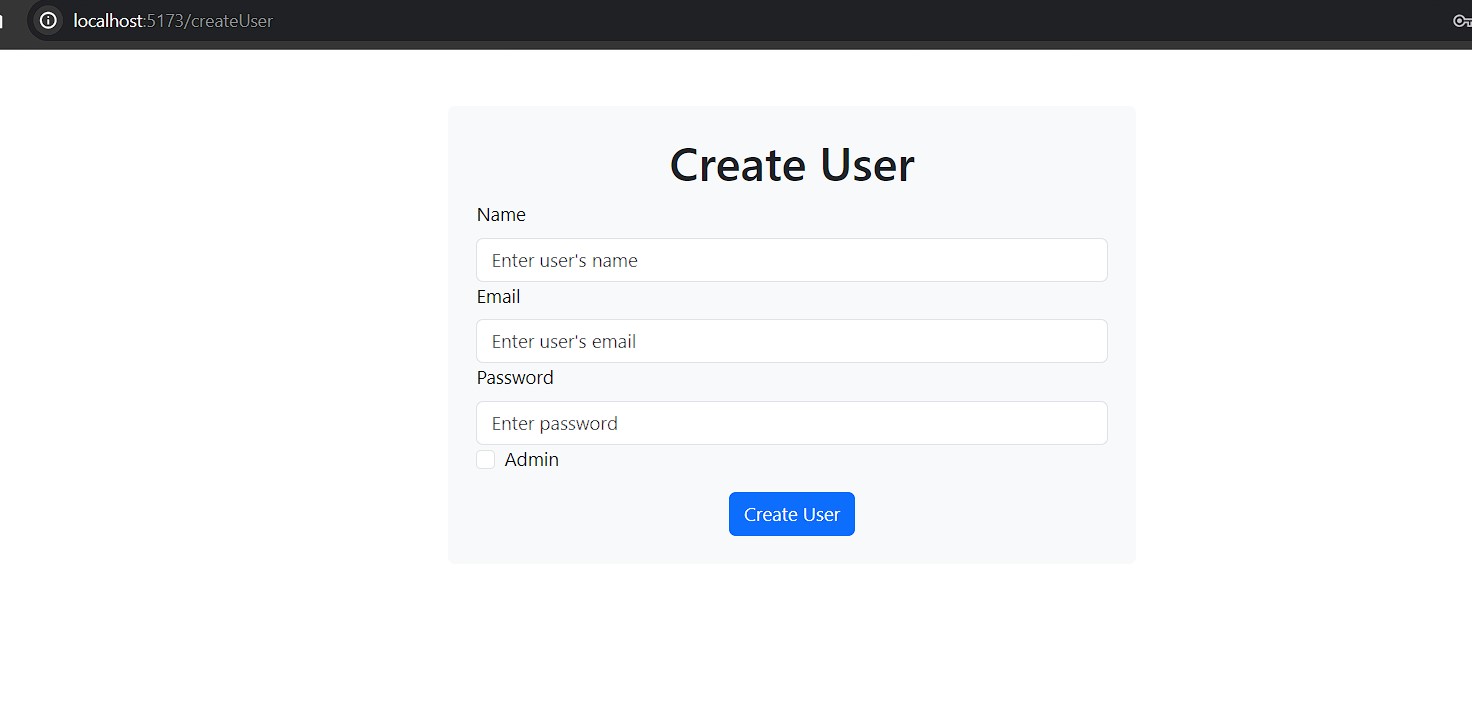 localhost:5173/createUser
Create User
Name
Enter user's name
Email
Enter user's email
Password
Enter password
Admin
Create User